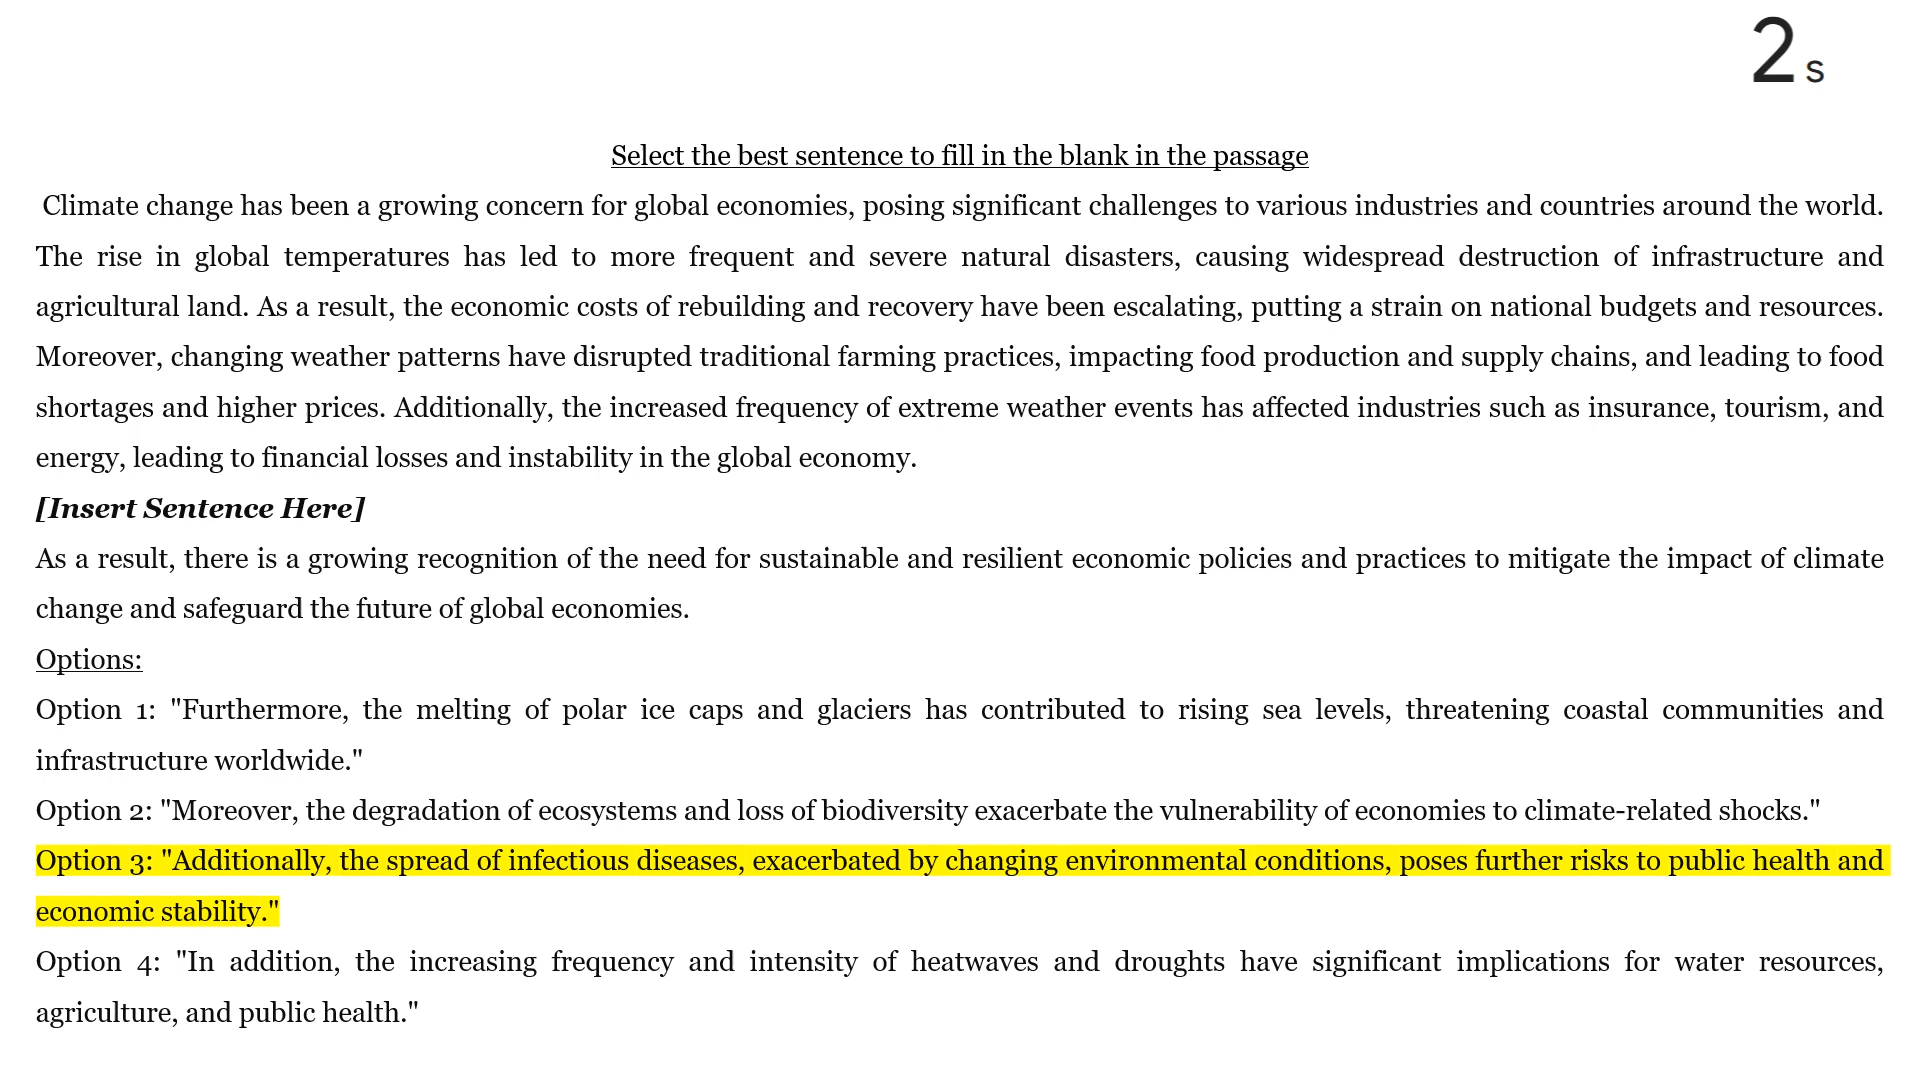 2 s
Select the best sentence to fill in the blank in the passage
Climate change has been a growing concern for global economies, posing significant challenges to various industries and countries around the world.
The rise in global temperatures has led to more frequent and severe natural disasters, causing widespread destruction of infrastructure and
agricultural land. As a result, the economic costs of rebuilding and recovery have been escalating, putting a strain on national budgets and resources.
Moreover, changing weather patterns have disrupted traditional farming practices, impacting food production and supply chains, and leading to food
shortages and higher prices. Additionally, the increased frequency of extreme weather events has affected industries such as insurance, tourism, and
energy, leading to financial losses and instability in the global economy.
[Insert Sentence Here]
As a result, there is a growing recognition of the need for sustainable and resilient economic policies and practices to mitigate the impact of climate
change and safeguard the future of global economies.
Options:
Option 1: "Furthermore, the melting of polar ice caps and glaciers has contributed to rising sea levels, threatening coastal communities and
infrastructure worldwide."
Option 2: "Moreover, the degradation of ecosystems and loss of biodiversity exacerbate the vulnerability of economies to climate-related shocks."
Option 3: "Additionally, the spread of infectious diseases, exacerbated by changing environmental conditions, poses further risks to public health and
economic stability."
Option 4: "In addition, the increasing frequency and intensity of heatwaves and droughts have significant implications for water resources,
agriculture, and public health."